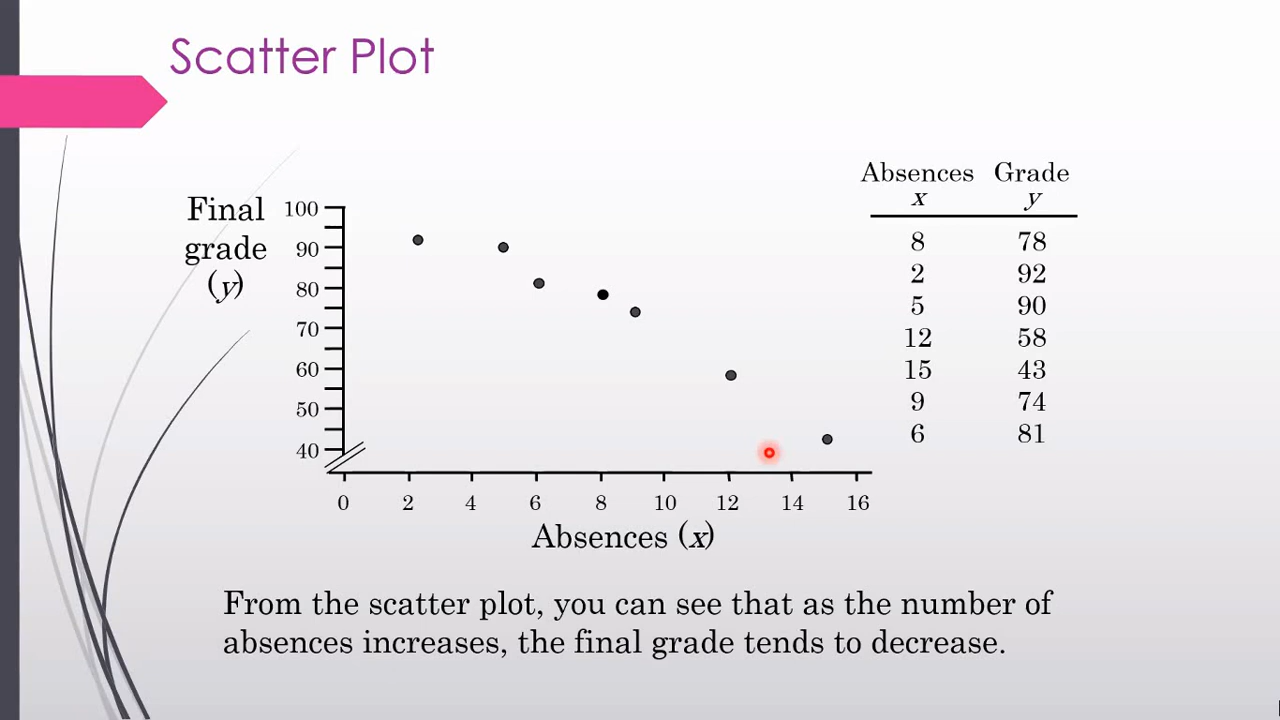 Scatter Plot
Final
grade
(y)
100
90
80
70
60
50
40
0 2 4 6 8 10 12 14 16
Absences (x)
Absences Grade
x y
8 78
2 92
5 90
12 58
15 43
9 74
6 81
From the scatter plot, you can see that as the number of
absences increases, the final grade tends to decrease.